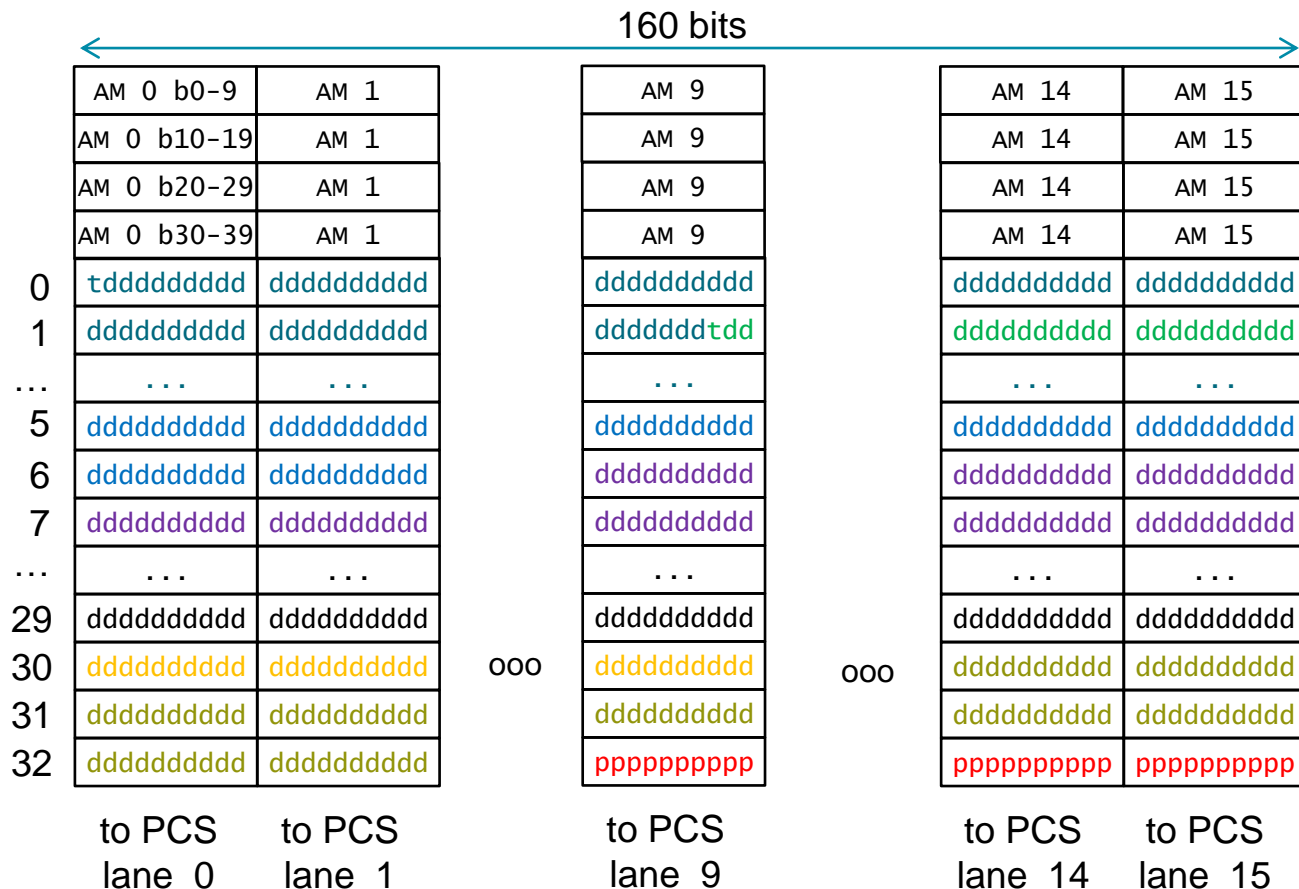 160 bits
AM 0 b0-9 AM 1 AM 9 AM 14 AM 15
AM 0 b10-19 AM 1 AM 9 AM 14 AM 15
AM 0 b20-29 AM 1 AM 9 AM 14 AM 15
AM 0 b30-39 AM 1 AM 9 AM 14 AM 15
0 tddddddddd dddddddddd dddddddddd dddddddddd dddddddddd
1 dddddddddd dddddddddd dddddddtdd dddddddddd dddddddddd
... ... ... ... ... ...
5 dddddddddd dddddddddd dddddddddd dddddddddd dddddddddd
6 dddddddddd dddddddddd dddddddddd dddddddddd dddddddddd
7 dddddddddd dddddddddd dddddddddd dddddddddd dddddddddd
... ... ... ... ... ...
29 dddddddddd dddddddddd dddddddddd dddddddddd dddddddddd
30 dddddddddd dddddddddd ooo dddddddddd ooo dddddddddd dddddddddd
31 dddddddddd dddddddddd dddddddddd dddddddddd dddddddddd
32 dddddddddd dddddddddd pppppppppp pppppppppp pppppppppp
to PCS to PCS to PCS to PCS to PCS
lane 0 lane 1 lane 9 lane 14 lane 15